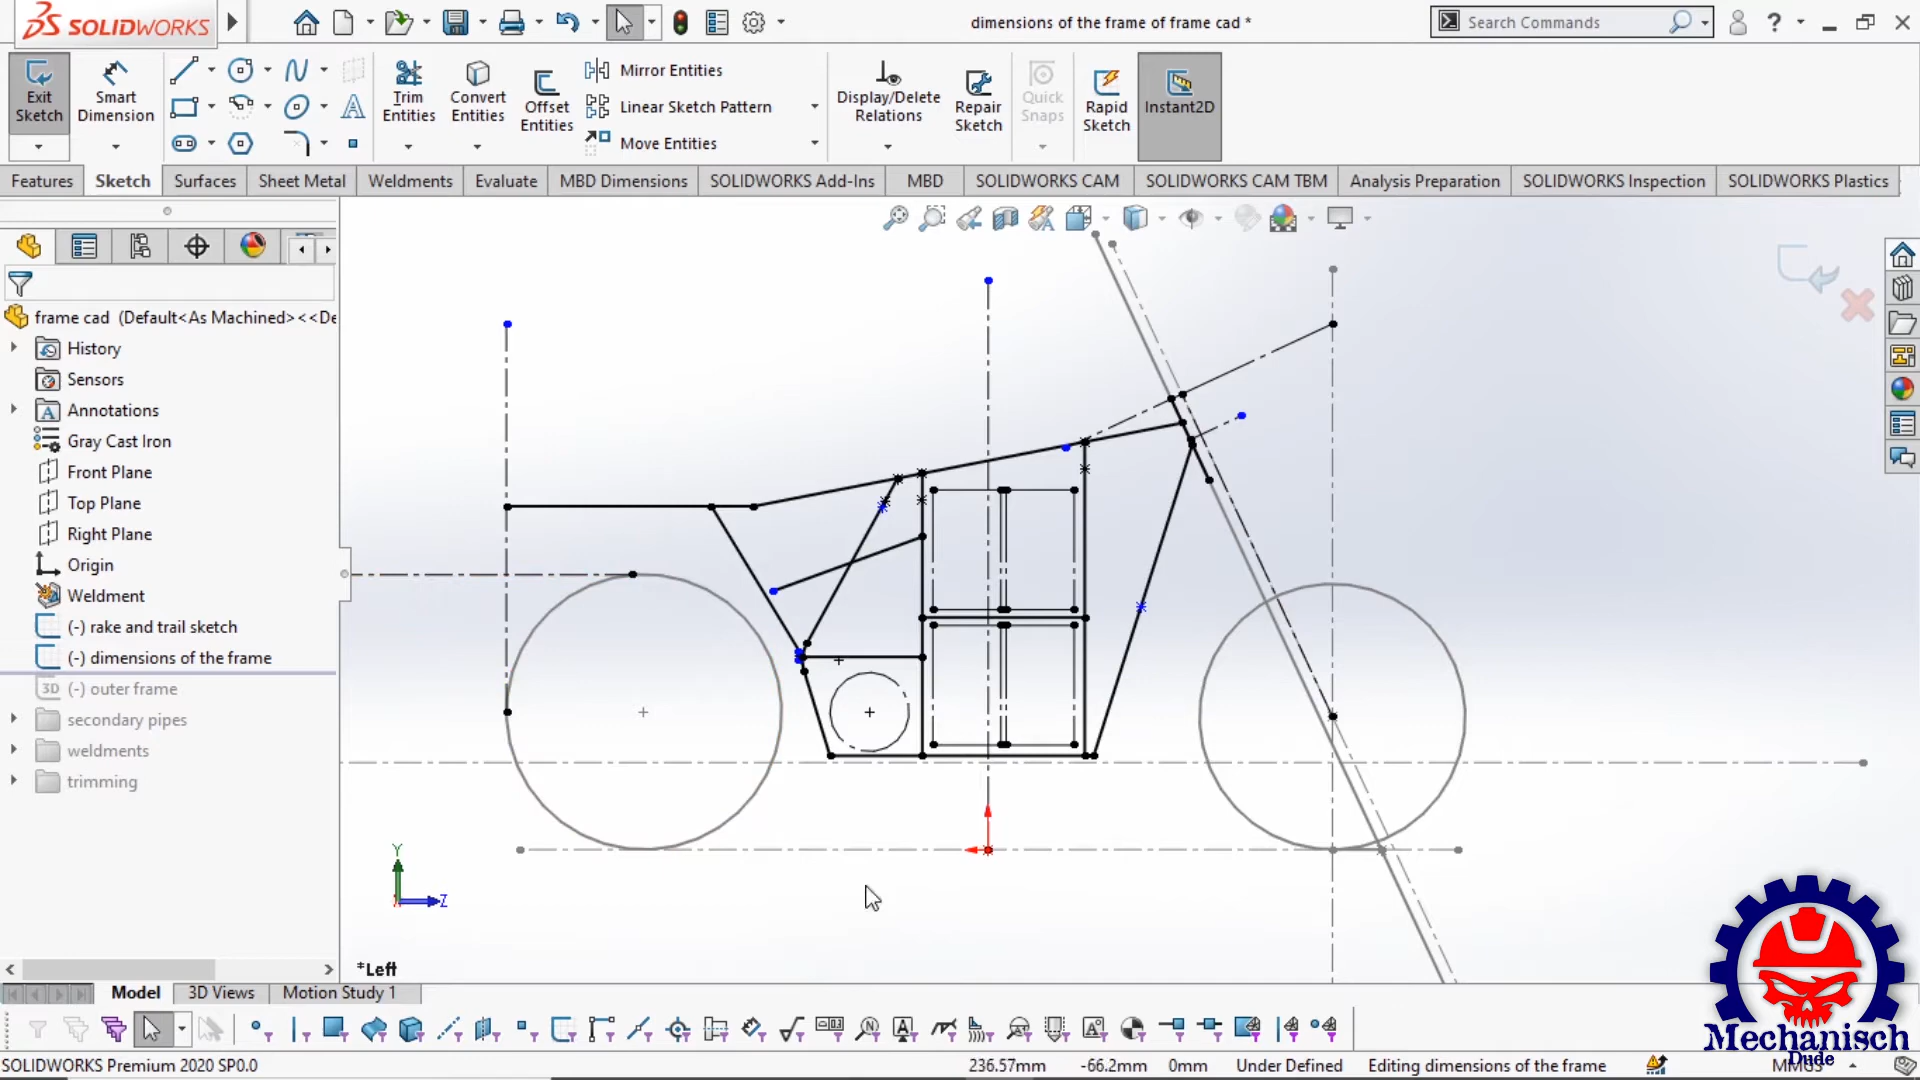 SOLIDWORKS
dimensions of the frame of frame cad *
Search Commands
?
Exit Sketch
Smart Dimension
Trim Entities
Convert Entities
Offset Entities
Mirror Entities
Linear Sketch Pattern
Move Entities
Display/Delete Relations
Repair Sketch
Quick Snaps
Rapid Sketch
Instant2D
Features Sketch Surfaces Sheet Metal Weldments Evaluate MBD Dimensions SOLIDWORKS Add-Ins MBD SOLIDWORKS CAM SOLIDWORKS CAM TBM Analysis Preparation SOLIDWORKS Inspection SOLIDWORKS Plastics
frame cad (Default<As Machined><<De
History
Sensors
Annotations
Gray Cast Iron
Front Plane
Top Plane
Right Plane
Origin
Weldment
(-) rake and trail sketch
(-) dimensions of the frame
3D (-) outer frame
secondary pipes
weldments
trimming
Y
Z
*Left
Model 3D Views Motion Study 1
SOLIDWORKS Premium 2020 SP0.0
236.57mm -66.2mm 0mm Under Defined Editing dimensions of the frame
MMGS
Mechanisch
Dude